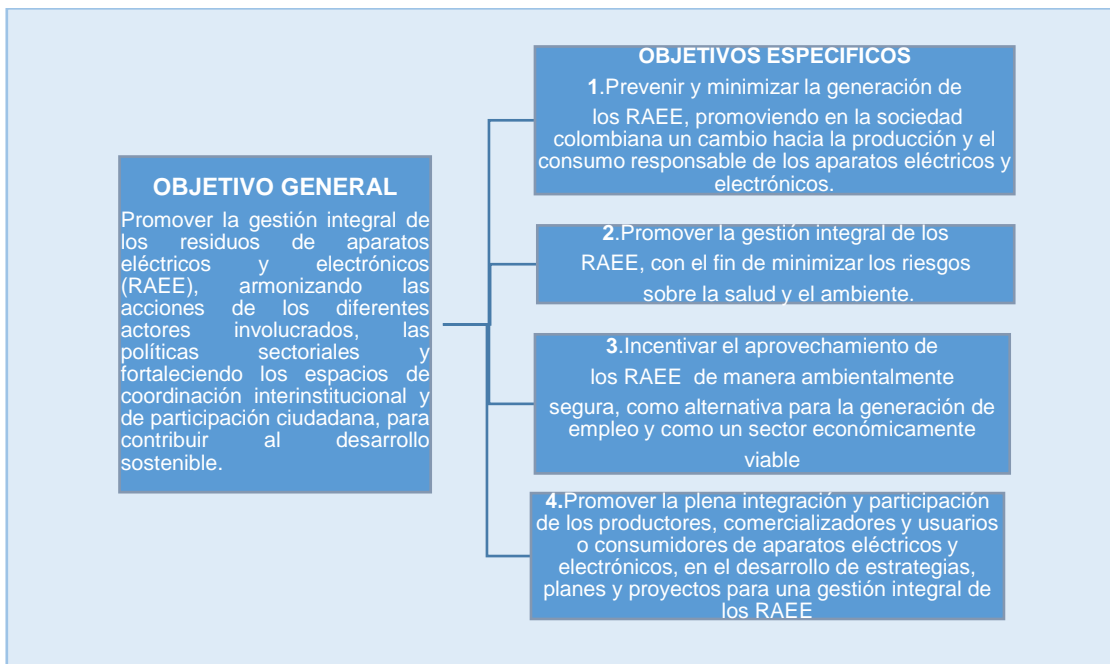 OBJETIVO GENERAL
Promover la gestión integral de
los residuos de aparatos
eléctricos y electrónicos
(RAEE), armonizando las
acciones de los diferentes
actores involucrados, las
políticas sectoriales y
fortaleciendo los espacios de
coordinación interinstitucional y
de participación ciudadana, para
contribuir al desarrollo
sostenible.
OBJETIVOS ESPECIFICOS
1.Prevenir y minimizar la generación de
los RAEE, promoviendo en la sociedad
colombiana un cambio hacia la producción y el
consumo responsable de los aparatos eléctricos y
electrónicos.
2.Promover la gestión integral de los
RAEE, con el fin de minimizar los riesgos
sobre la salud y el ambiente.
3.Incentivar el aprovechamiento de
los RAEE de manera ambientalmente
segura, como alternativa para la generación de
empleo y como un sector económicamente
viable
4.Promover la plena integración y participación
de los productores, comercializadores y usuarios
o consumidores de aparatos eléctricos y
electrónicos, en el desarrollo de estrategias,
planes y proyectos para una gestión integral de
los RAEE